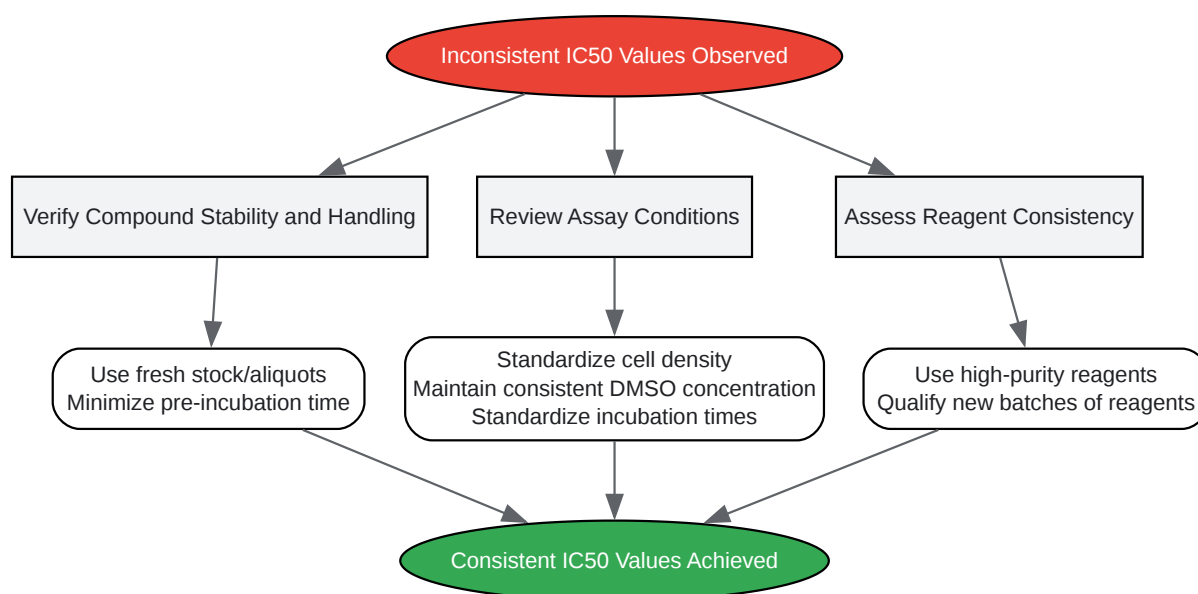 Inconsistent IC50 Values Observed
Verify Compound Stability and Handling
Review Assay Conditions
Assess Reagent Consistency
Use fresh stock/aliquots
Minimize pre-incubation time
Standardize cell density
Maintain consistent DMSO concentration
Standardize incubation times
Use high-purity reagents
Qualify new batches of reagents
Consistent IC50 Values Achieved